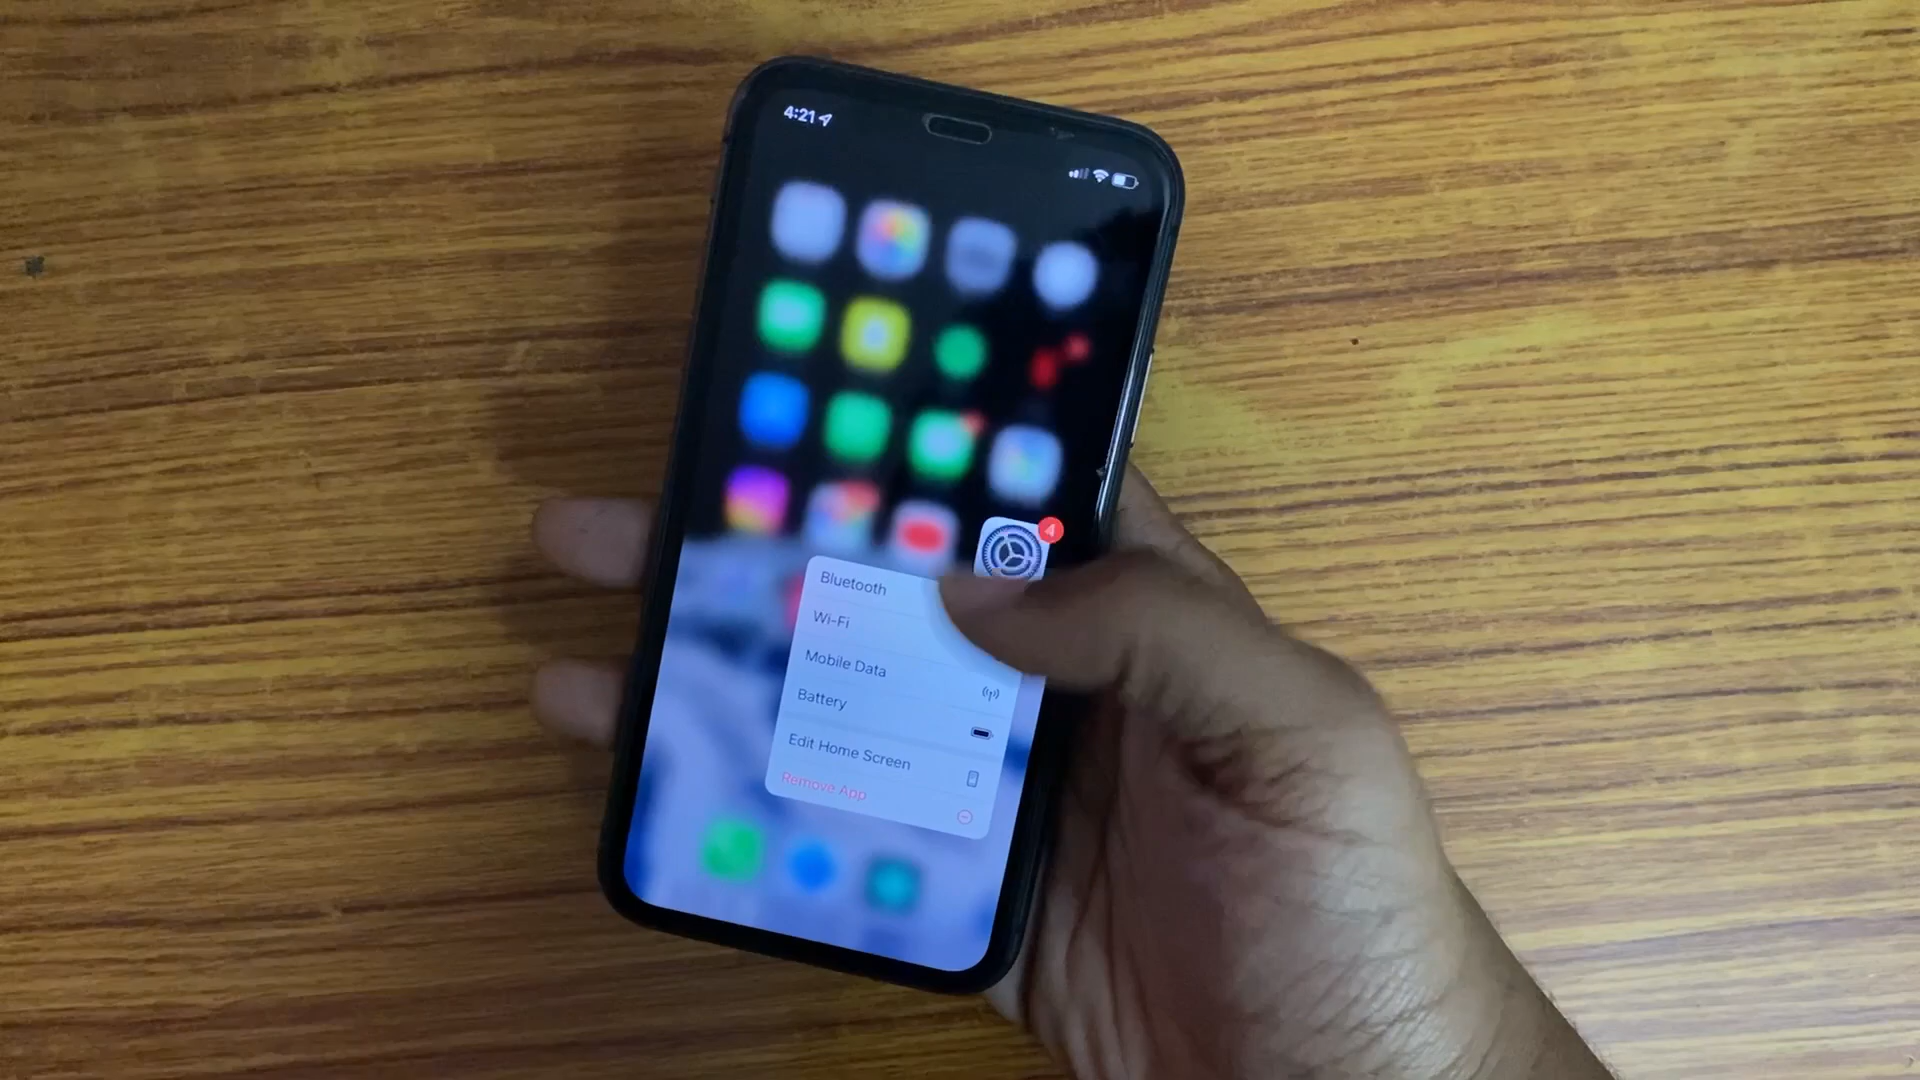 4:21
4
Bluetooth
Wi-Fi
Mobile Data
Battery
Edit Home Screen
Remove App